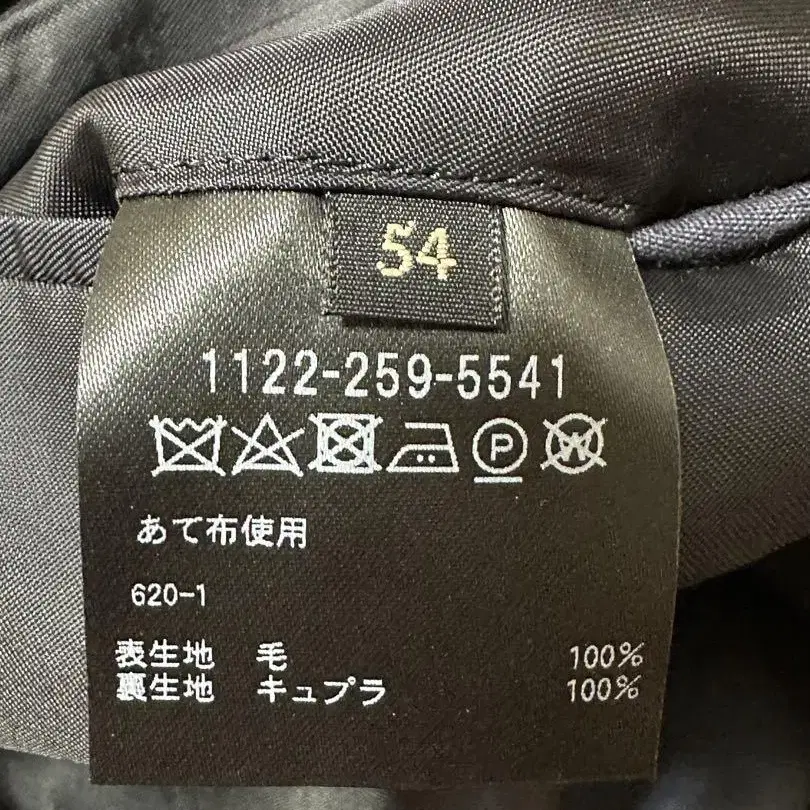 54
1122-259-5541
P W
あて布使用
620-1
表生地 毛 100%
裏生地 キュプラ 100%